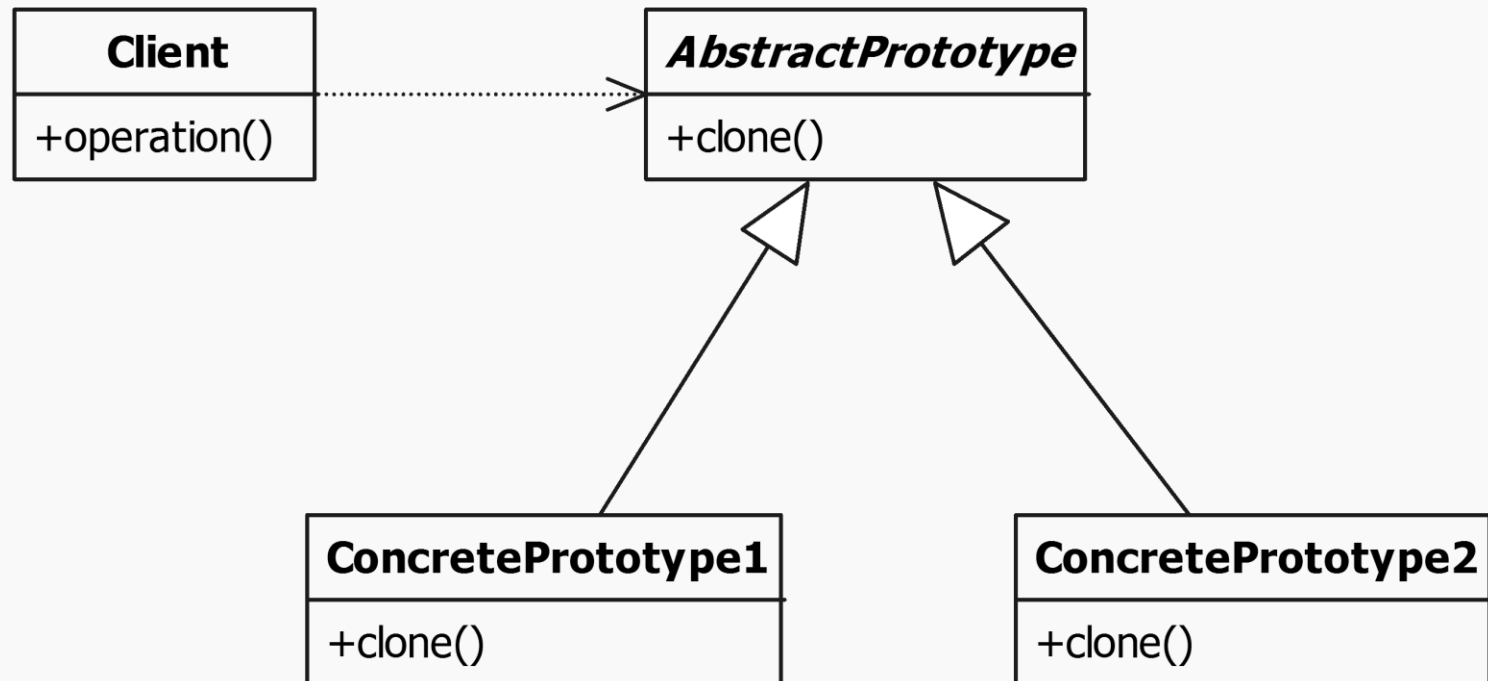 Client
+operation()
AbstractPrototype
+clone()
ConcretePrototype1
+clone()
ConcretePrototype2
+clone()